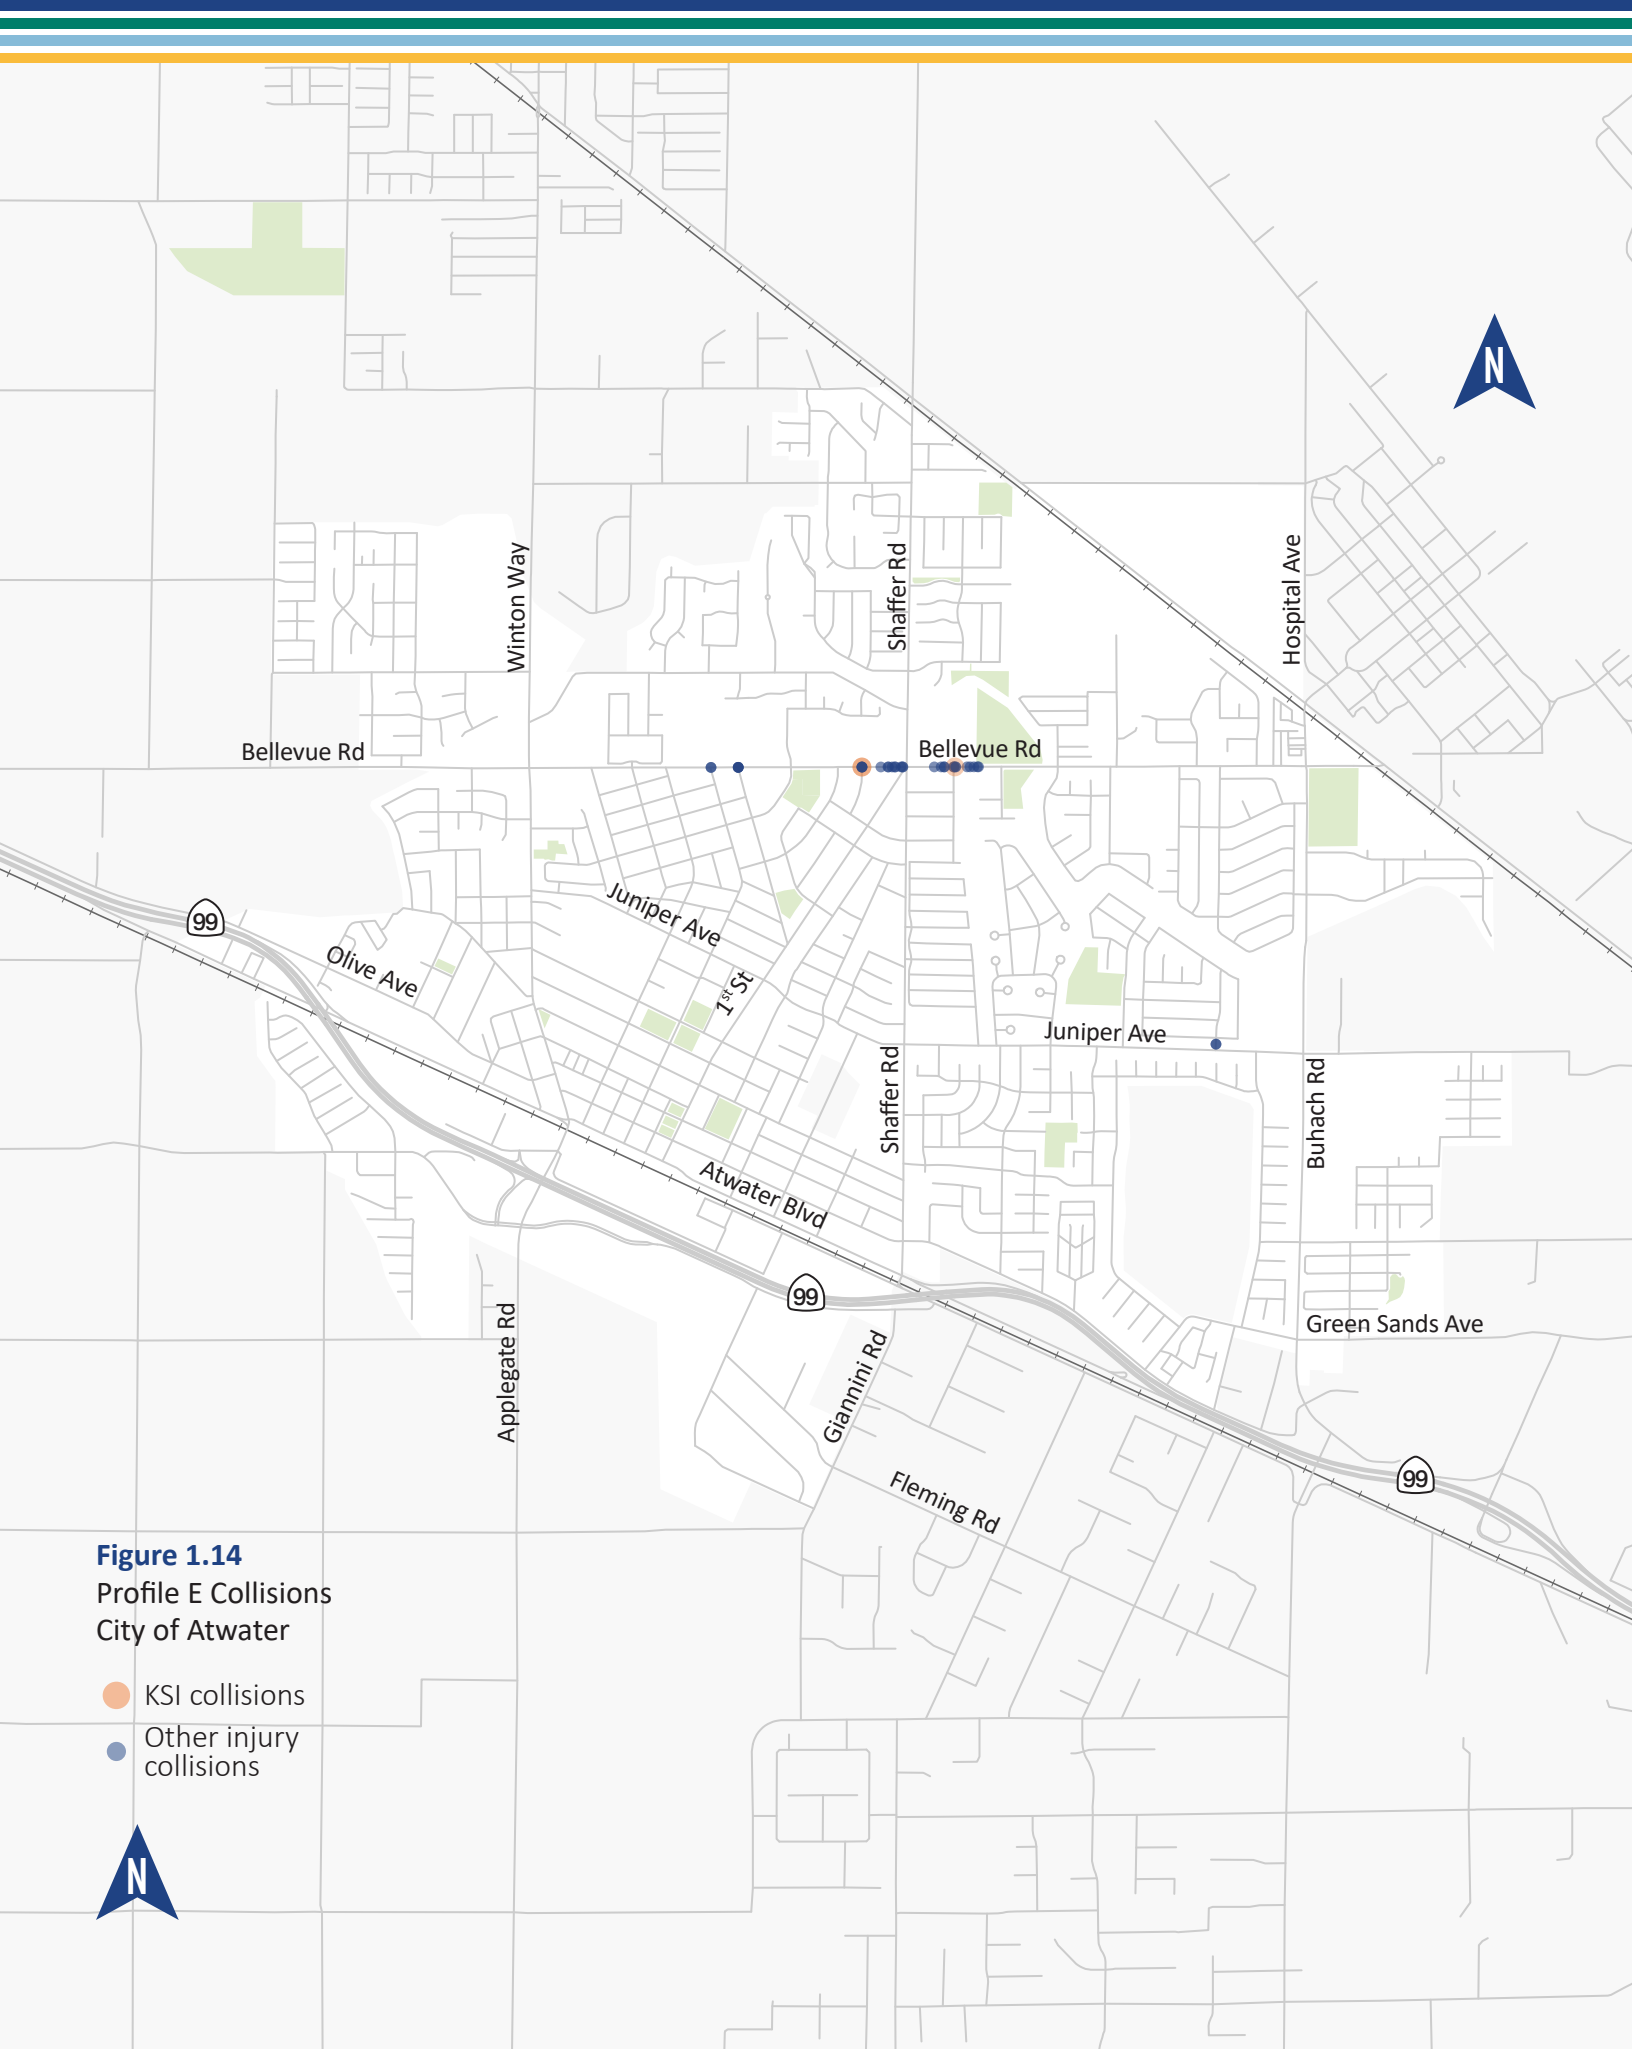 N
Winton Way
Shaffer Rd
Hospital Ave
Bellevue Rd
Bellevue Rd
99
Juniper Ave
Olive Ave
1st St
Juniper Ave
Shaffer Rd
Buhach Rd
Atwater Blvd
99
Green Sands Ave
Applegate Rd
Giannini Rd
99
Fleming Rd
Figure 1.14
Profile E Collisions
City of Atwater
KSI collisions
Other injury
collisions
N